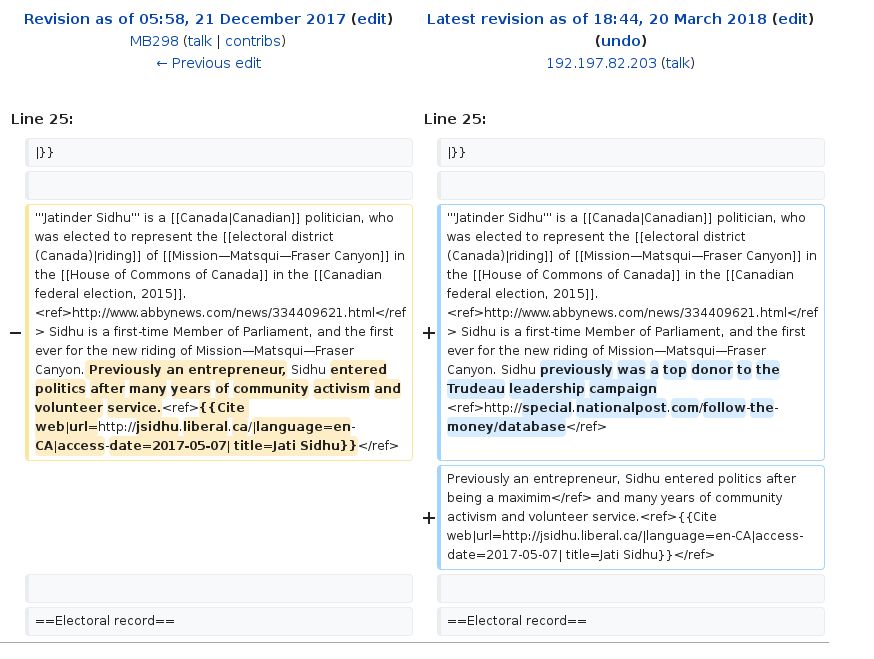 Revision as of 05:58, 21 December 2017 (edit)
MB298 (talk | contribs)
← Previous edit
Latest revision as of 18:44, 20 March 2018 (edit)
(undo)
192.197.82.203 (talk)
Line 25:
Line 25:
|}}
|}}
−
'''Jatinder Sidhu''' is a [[Canada|Canadian]] politician, who
was elected to represent the [[electoral district
(Canada)|riding]] of [[Mission—Matsqui—Fraser Canyon]] in
the [[House of Commons of Canada]] in the [[Canadian
federal election, 2015]].
<ref>http://www.abbynews.com/news/334409621.html</ref
> Sidhu is a first-time Member of Parliament, and the first
ever for the new riding of Mission—Matsqui—Fraser
Canyon. Previously an entrepreneur, Sidhu entered
politics after many years of community activism and
volunteer service.<ref>{{Cite
web|url=http://jsidhu.liberal.ca/|language=en-
CA|access-date=2017-05-07| title=Jati Sidhu}}</ref>
+
'''Jatinder Sidhu''' is a [[Canada|Canadian]] politician, who
was elected to represent the [[electoral district
(Canada)|riding]] of [[Mission—Matsqui—Fraser Canyon]] in
the [[House of Commons of Canada]] in the [[Canadian
federal election, 2015]].
<ref>http://www.abbynews.com/news/334409621.html</ref
> Sidhu is a first-time Member of Parliament, and the first
ever for the new riding of Mission—Matsqui—Fraser
Canyon. Sidhu previously was a top donor to the
Trudeau leadership campaign
<ref>http://special.nationalpost.com/follow-the-
money/database</ref>
+
Previously an entrepreneur, Sidhu entered politics after
being a maximim</ref> and many years of community
activism and volunteer service.<ref>{{Cite
web|url=http://jsidhu.liberal.ca/|language=en-CA|access-
date=2017-05-07| title=Jati Sidhu}}</ref>
==Electoral record==
==Electoral record==